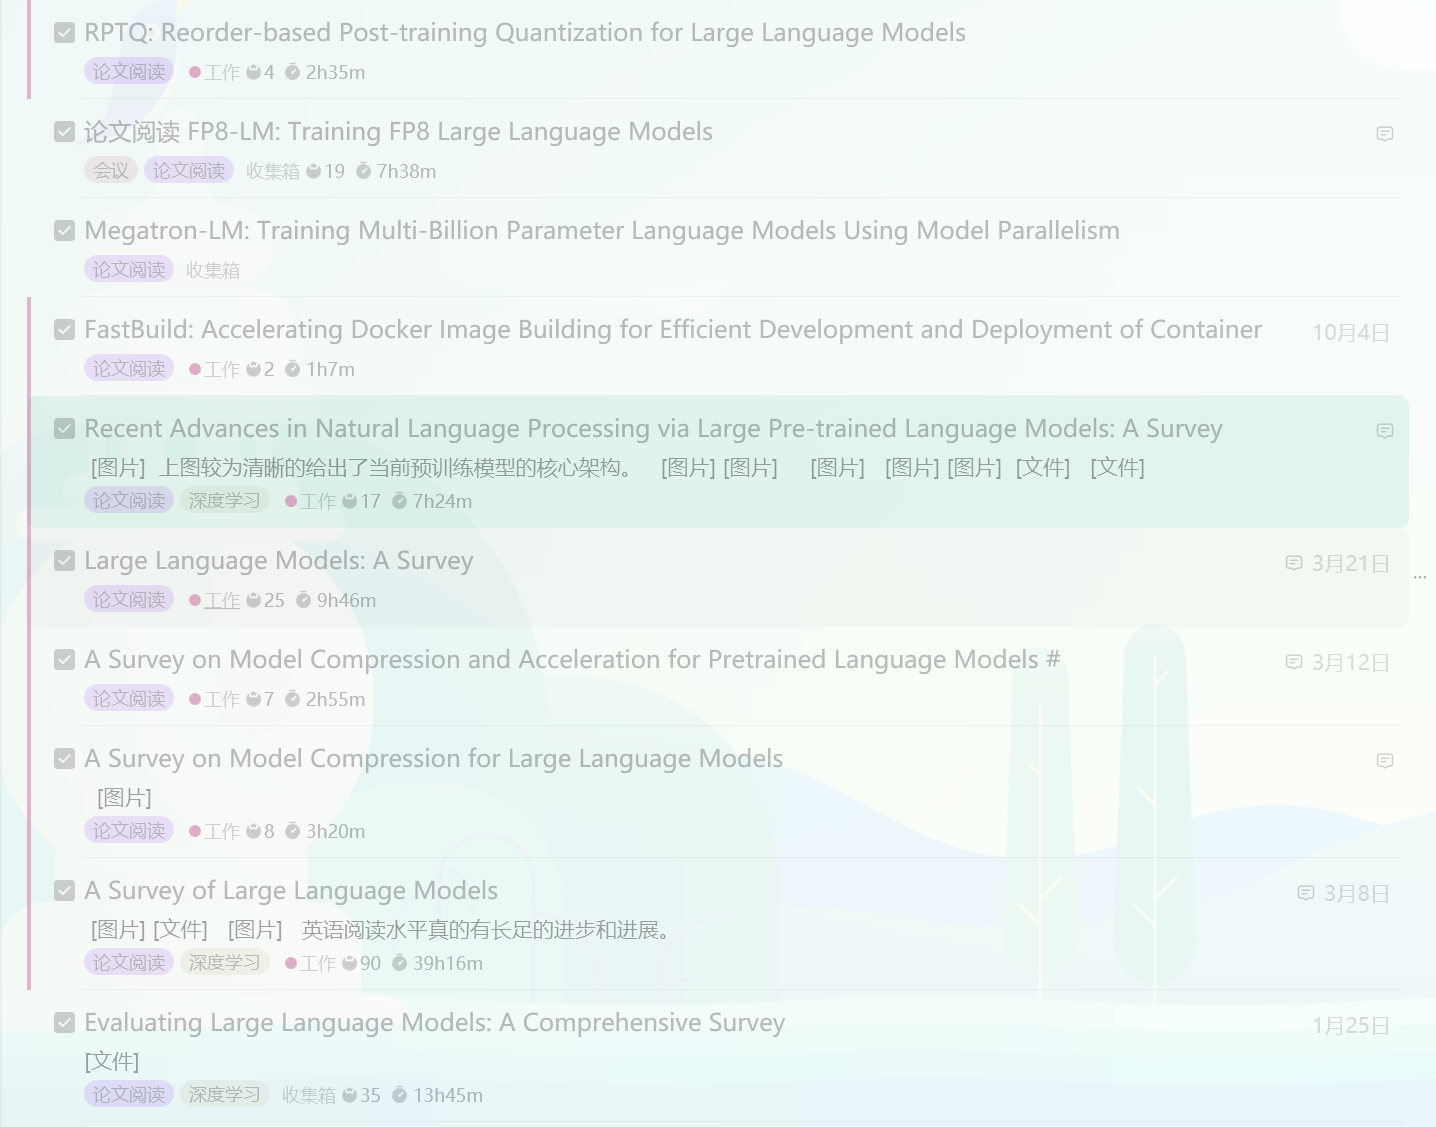 RPTQ: Reorder-based Post-training Quantization for Large Language Models
论文阅读 工作 4 2h35m
论文阅读 FP8-LM: Training FP8 Large Language Models
会议 论文阅读 收集箱 19 7h38m
Megatron-LM: Training Multi-Billion Parameter Language Models Using Model Parallelism
论文阅读 收集箱
FastBuild: Accelerating Docker Image Building for Efficient Development and Deployment of Container 10月4日
论文阅读 工作 2 1h7m
Recent Advances in Natural Language Processing via Large Pre-trained Language Models: A Survey
[图片] 上图较为清晰的给出了当前预训练模型的核心架构。 [图片] [图片] [图片] [图片] [图片] [文件] [文件]
论文阅读 深度学习 工作 17 7h24m
Large Language Models: A Survey 3月21日
论文阅读 工作 25 9h46m ...
A Survey on Model Compression and Acceleration for Pretrained Language Models # 3月12日
论文阅读 工作 7 2h55m
A Survey on Model Compression for Large Language Models
[图片]
论文阅读 工作 8 3h20m
A Survey of Large Language Models 3月8日
[图片] [文件] [图片] 英语阅读水平真的有长足的进步和进展。
论文阅读 深度学习 工作 90 39h16m
Evaluating Large Language Models: A Comprehensive Survey 1月25日
[文件]
论文阅读 深度学习 收集箱 35 13h45m